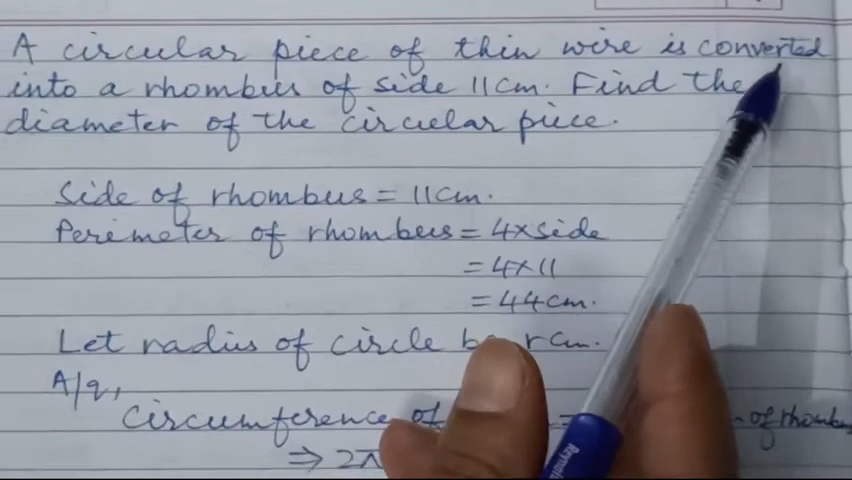 A circular piece of thin wire is converted
into a rhombus of side 11cm. Find the
diameter of the circular piece.
Side of rhombus = 11cm.
Perimeter of rhombus = 4×side
= 4×11
= 44cm.
Let radius of circle be r cm.
A/q,
Circumference of = of rhombus
⇒ 2π